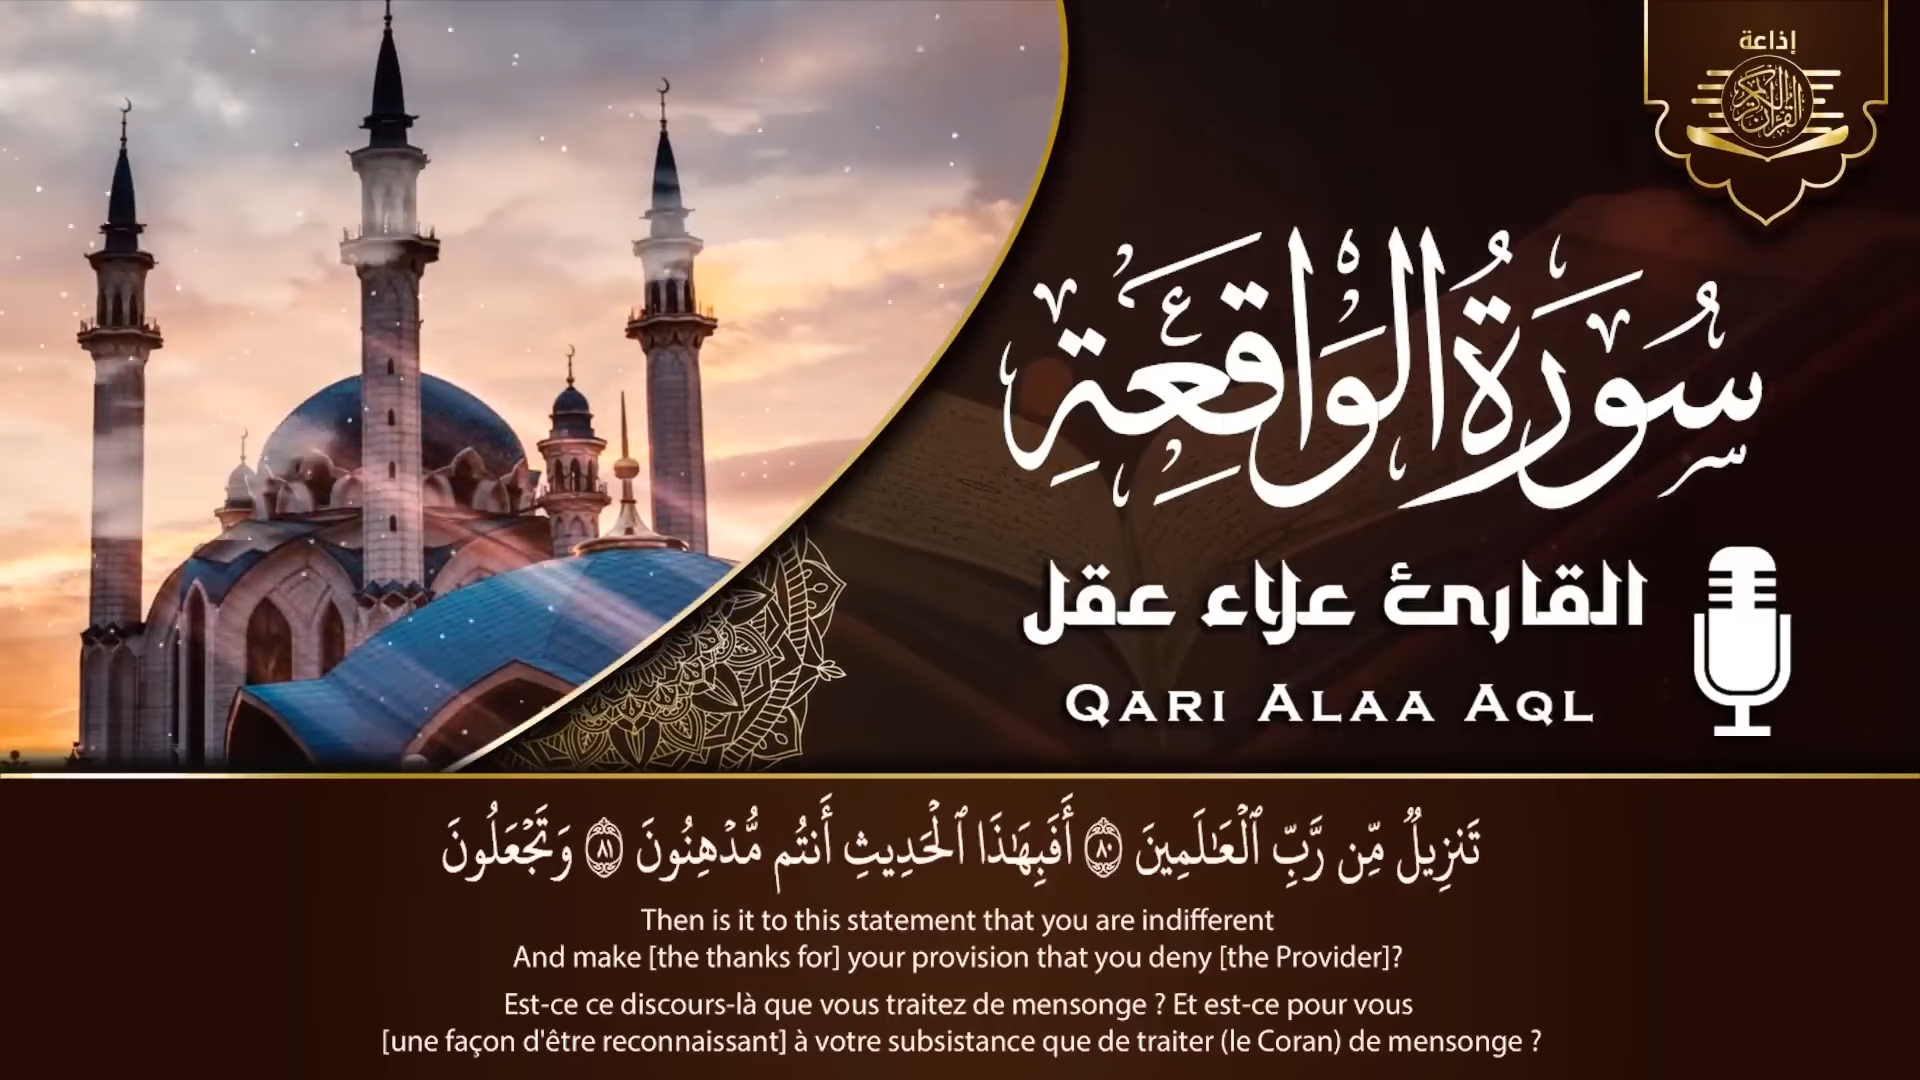 إذاعة
القرآن الكريم
سُورَةُ الْوَاقِعَةِ
القارئ علاء عقل
QARI ALAA AQL
تَنزِيلٌ مِّن رَّبِّ ٱلْعَـٰلَمِينَ ٨٠ أَفَبِهَـٰذَا ٱلْحَدِيثِ أَنتُم مُّدْهِنُونَ ٨١ وَتَجْعَلُونَ
Then is it to this statement that you are indifferent
And make [the thanks for] your provision that you deny [the Provider]?
Est-ce ce discours-là que vous traitez de mensonge ? Et est-ce pour vous
[une façon d'être reconnaissant] à votre subsistance que de traiter (le Coran) de mensonge ?